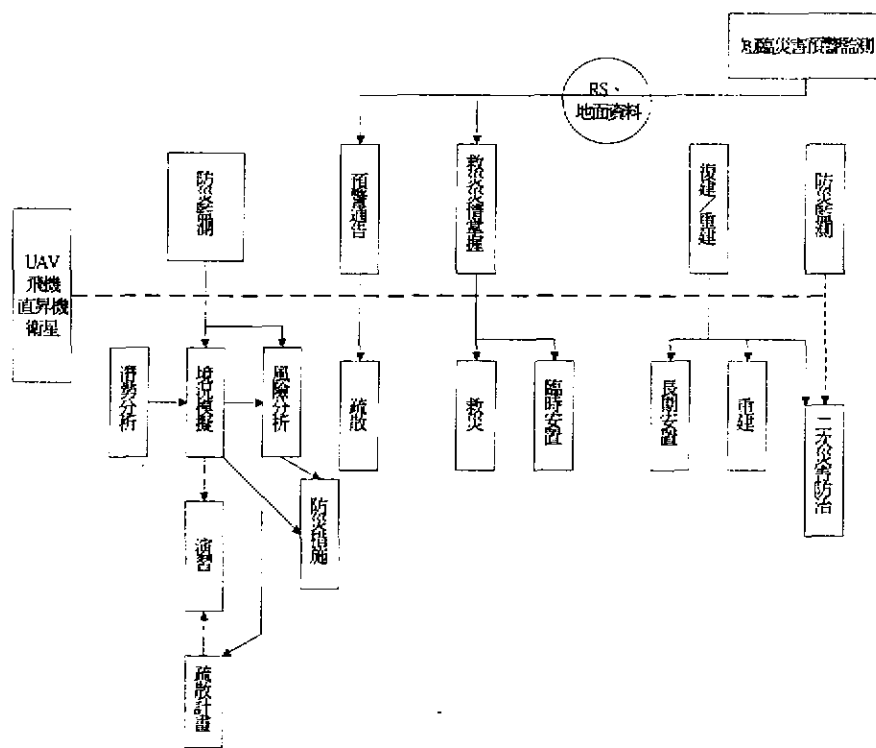 災害預警監測
RS、
地面資料
防災監測
預警通告
救災災情掌握
復建／重建
防災監測
UAV
飛機
直昇機
衛星
潛勢分析
境況模擬
風險分析
疏散
救災
臨時安置
長期安置
重建
二次災害防治
防災措施
演習
疏散計畫